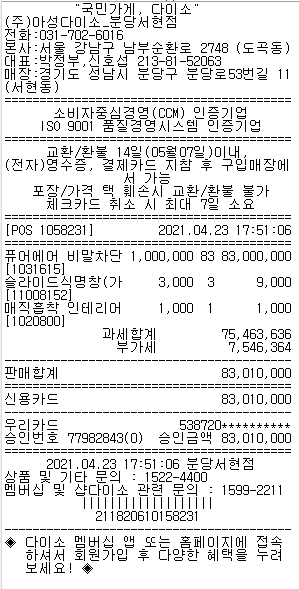 "국민가게, 다이소"
(주)아성다이소_분당서현점
전화:031-702-6016
본사:서울 강남구 남부순환로 2748 (도곡동)
대표:박정부,신호섭 213-81-52063
매장:경기도 성남시 분당구 분당로53번길 11
(서현동)
소비자중심경영(CCM) 인증기업
ISO 9001 품질경영시스템 인증기업
교환/환불 14일(05월07일)이내,
(전자)영수증, 결제카드 지참 후 구입매장에
서 가능
포장/가격 택 훼손시 교환/환불 불가
체크카드 취소 시 최대 7일 소요
[POS 1058231] 2021.04.23 17:51:06
퓨어에어 비말차단 1,000,000 83 83,000,000
[1031615]
슬라이드식명찰(가 3,000 3 9,000
[11008152]
매직흡착 인테리어 1,000 1 1,000
[1020800]
과세합계 75,463,636
부가세 7,546,364
판매합계 83,010,000
신용카드 83,010,000
우리카드 538720**********
승인번호 77982843(0) 승인금액 83,010,000
2021.04.23 17:51:06 분당서현점
상품 및 기타 문의 : 1522-4400
멤버십 및 샵다이소 관련 문의 : 1599-2211
211820610158231
◈ 다이소 멤버십 앱 또는 홈페이지에 접속
하셔서 회원가입 후 다양한 혜택을 누려
보세요! ◈